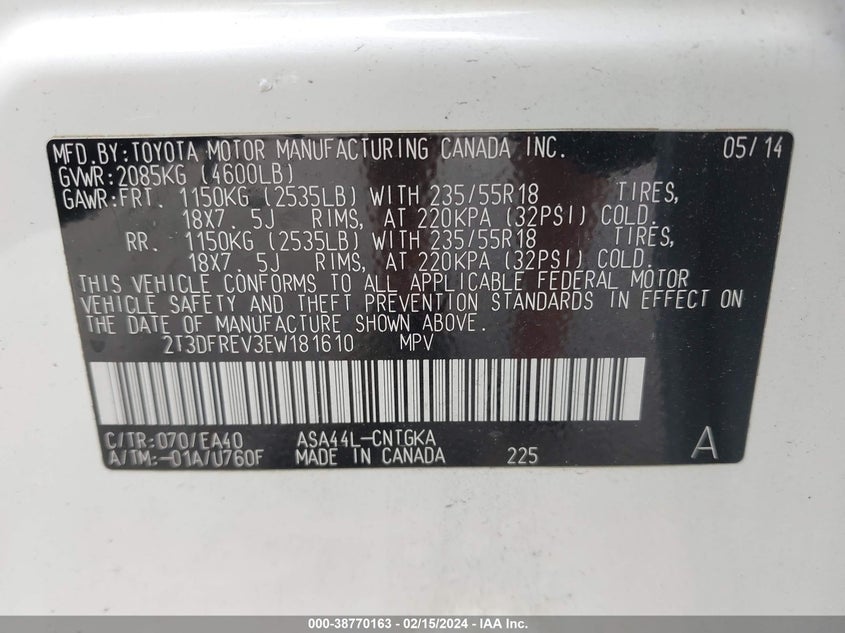 MFD.BY:TOYOTA MOTOR MANUFACTURING CANADA INC. 05/14
GVWR:2085KG (4600LB)
GAWR:FRT. 1150KG (2535LB) WITH 235/55R18 TIRES,
18X7. 5J RIMS, AT 220KPA (32PSI) COLD.
RR. 1150KG (2535LB) WITH 235/55R18 TIRES,
18X7. 5J RIMS, AT 220KPA (32PSI) COLD.
THIS VEHICLE CONFORMS TO ALL APPLICABLE FEDERAL MOTOR
VEHICLE SAFETY AND THEFT PREVENTION STANDARDS IN EFFECT ON
THE DATE OF MANUFACTURE SHOWN ABOVE.
2T3DFREV3EW181610 MPV
C/TR:070/EA40 ASA44L-CNTGKA
A/TM:-01A/U760F MADE IN CANADA 225 A
000-38770163 - 02/15/2024 - IAA Inc.